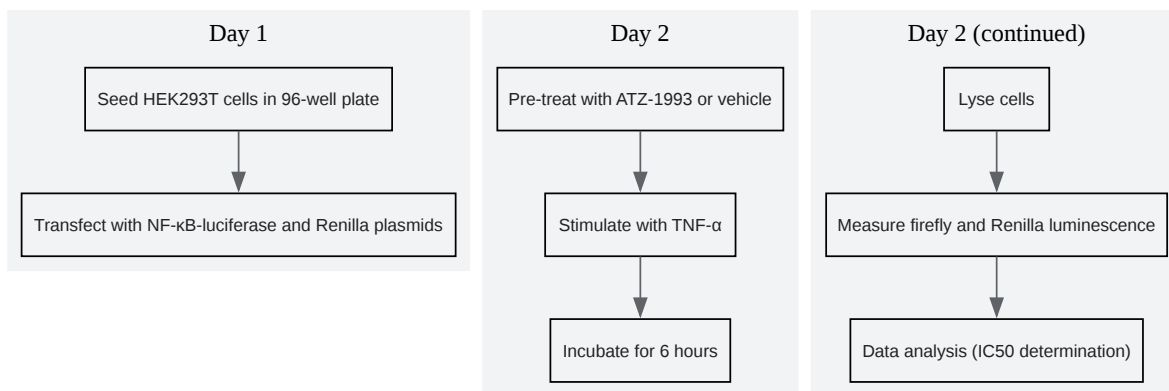 Day 1
Seed HEK293T cells in 96-well plate
Transfect with NF-κB-luciferase and Renilla plasmids
Day 2
Pre-treat with ATZ-1993 or vehicle
Stimulate with TNF-α
Incubate for 6 hours
Day 2 (continued)
Lyse cells
Measure firefly and Renilla luminescence
Data analysis (IC50 determination)